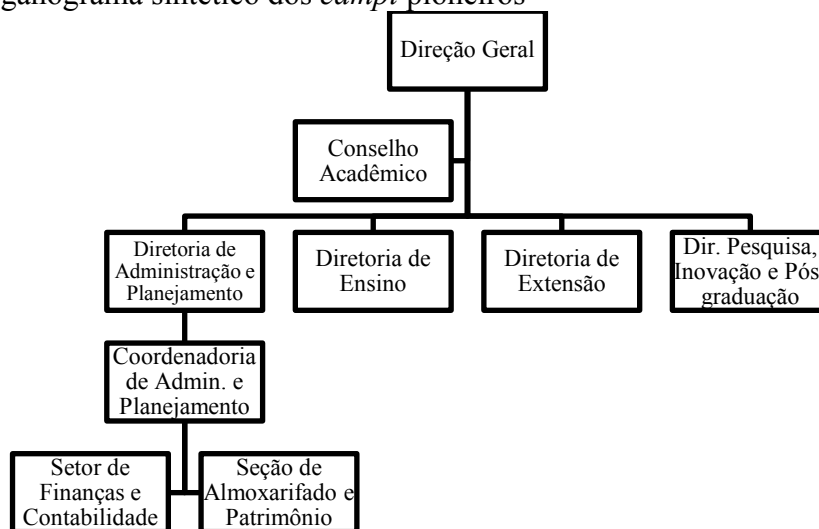 ganograma sintético dos campi pioneiros
Direção Geral
Conselho
Acadêmico
Diretoria de
Administração e
Planejamento
Diretoria de
Ensino
Diretoria de
Extensão
Dir. Pesquisa,
Inovação e Pós
graduação
Coordenadoria
de Admin. e
Planejamento
Setor de
Finanças e
Contabilidade
Seção de
Almoxarifado e
Patrimônio